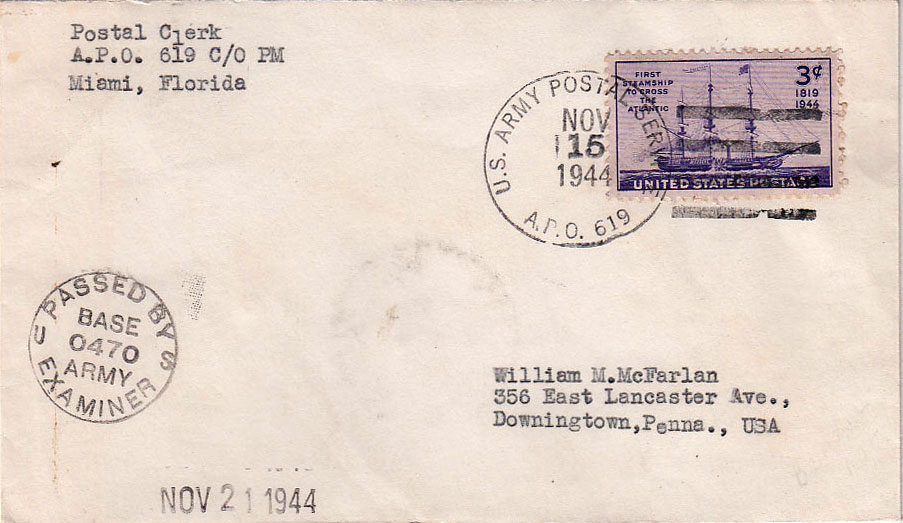 Postal Clerk
A.P.O. 619 C/O PM
Miami, Florida
U.S. ARMY POSTAL
NOV
15
1944
A.P.O. 619
FIRST
STEAMSHIP
TO CROSS
THE
ATLANTIC
3¢
1819
1944
UNITED STATES POSTAGE
PASSED BY
BASE
0470
U S
ARMY
EXAMINER
William M.McFarlan
356 East Lancaster Ave.,
Downingtown,Penna., USA
NOV 21 1944